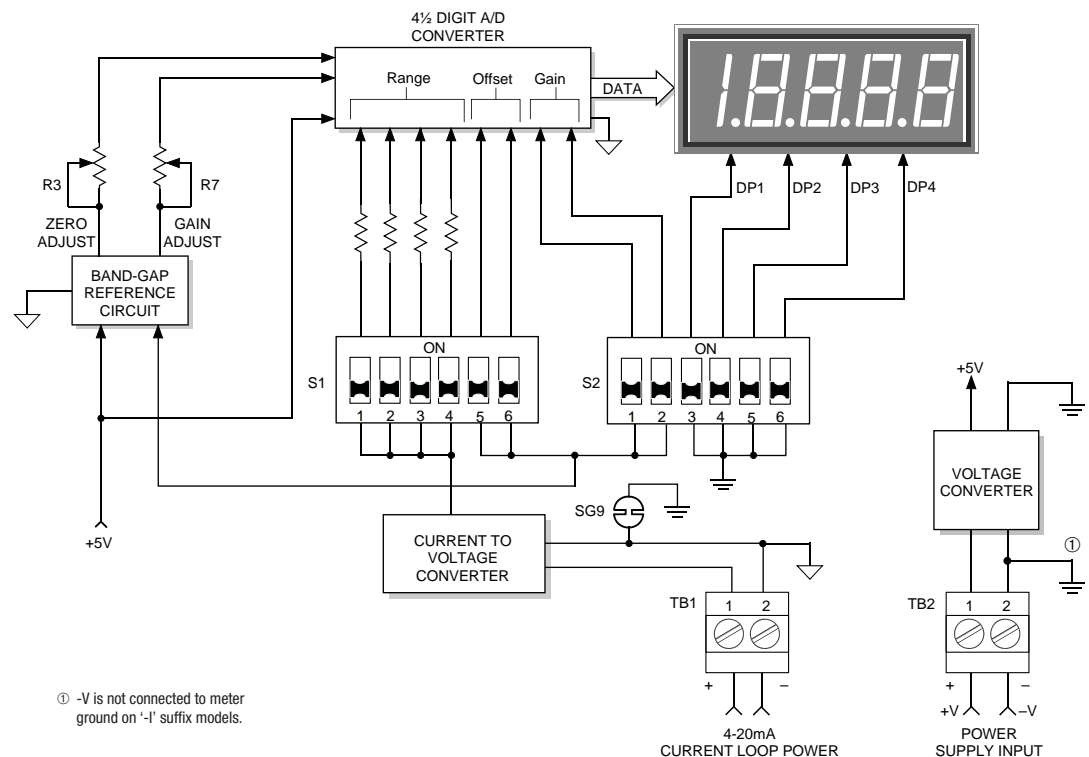 4½ DIGIT A/D
CONVERTER
Range
Offset
Gain
DATA
1.8.8.8.8
R3
R7
DP1
DP2
DP3
DP4
ZERO
ADJUST
GAIN
ADJUST
BAND-GAP
REFERENCE
CIRCUIT
S1
ON
1 2 3 4 5 6
S2
ON
1 2 3 4 5 6
+5V
+5V
VOLTAGE
CONVERTER
SG9
CURRENT TO
VOLTAGE
CONVERTER
①
TB1
1 2
TB2
1 2
+ –
+ –
+V –V
4-20mA
CURRENT LOOP POWER
POWER
SUPPLY INPUT
① -V is not connected to meter
ground on ‘-I’ suffix models.